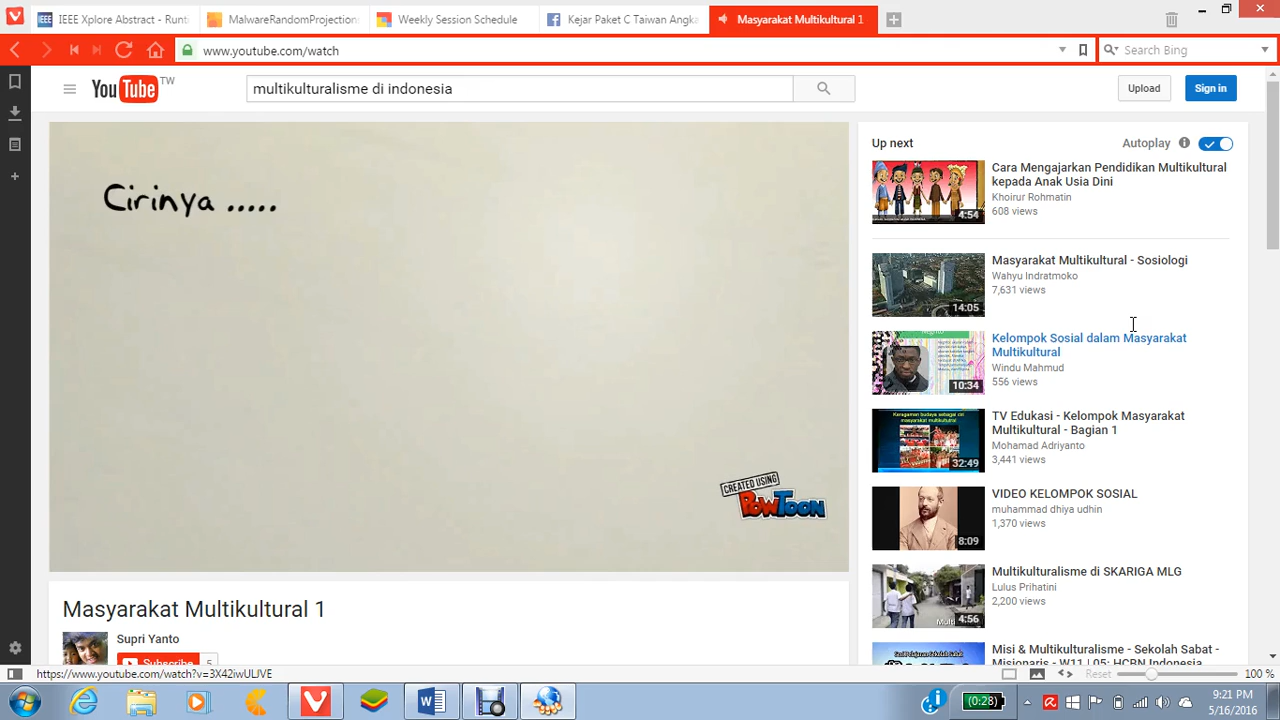 IEEE Xplore Abstract - Runti
MalwareRandomProjection
Weekly Session Schedule
Kejar Paket C Taiwan Angka
Masyarakat Multikultural 1
www.youtube.com/watch
Search Bing
YouTube TW
multikulturalisme di indonesia
Upload
Sign in
Cirinya .....
CREATED USING
POWTOON
Masyarakat Multikultural 1
Supri Yanto
Subscribe 5
Up next
Autoplay
Cara Mengajarkan Pendidikan Multikultural
kepada Anak Usia Dini
Khoirur Rohmatin
608 views
4:54
Masyarakat Multikultural - Sosiologi
Wahyu Indratmoko
7,631 views
14:05
Kelompok Sosial dalam Masyarakat
Multikultural
Windu Mahmud
556 views
10:34
TV Edukasi - Kelompok Masyarakat
Multikultural - Bagian 1
Mohamad Adriyanto
3,441 views
32:49
VIDEO KELOMPOK SOSIAL
muhammad dhiya udhin
1,370 views
8:09
Multikulturalisme di SKARIGA MLG
Lulus Prihatini
2,200 views
4:56
Misi & Multikulturalisme - Sekolah Sabat -
Misionaris - W11 | 05: HCBN Indonesia
https://www.youtube.com/watch?v=3X42iwULIVE
Reset
100 %
(0:28)
9:21 PM
5/16/2016